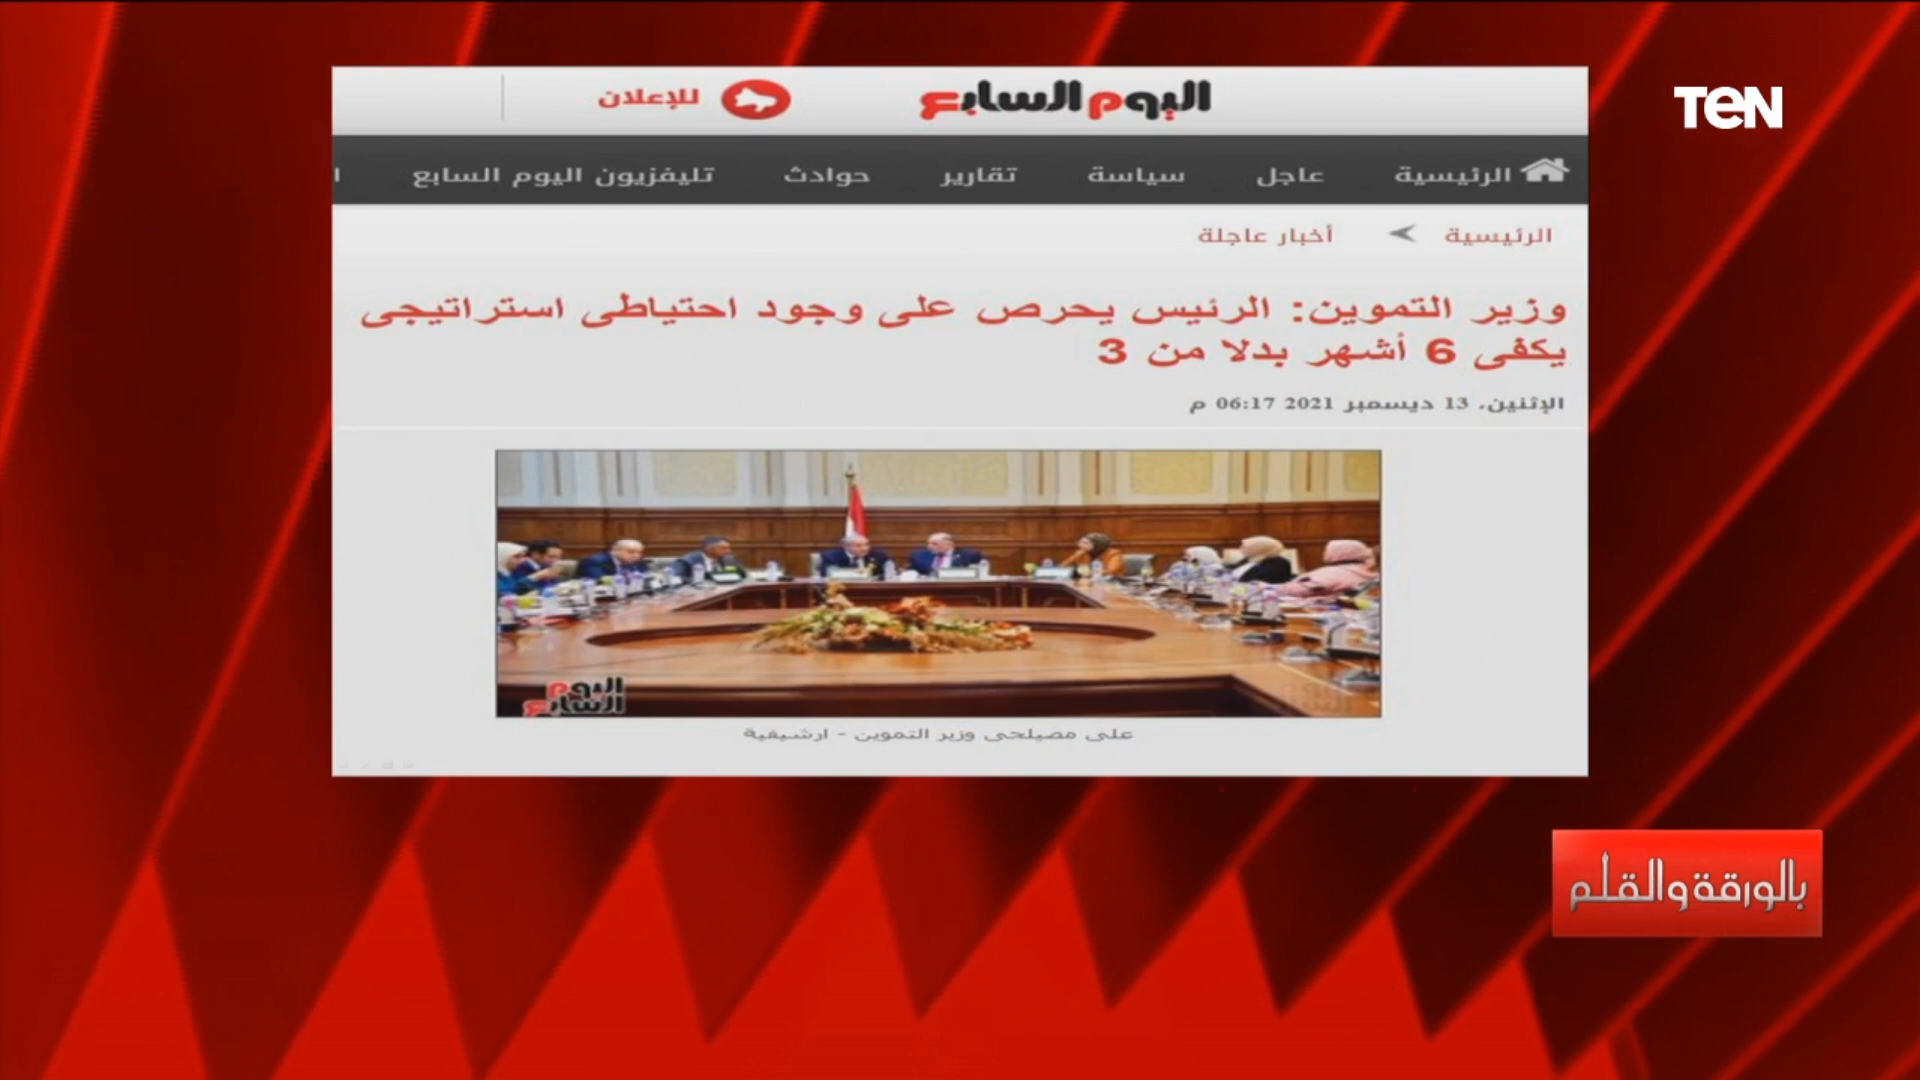 TeN
اليوم السابع
للإعلان
الرئيسية عاجل سياسة تقارير حوادث تليفزيون اليوم السابع
الرئيسية أخبار عاجلة
وزير التموين: الرئيس يحرص على وجود احتياطى استراتيجى
يكفى 6 أشهر بدلا من 3
الإثنين، 13 ديسمبر 2021 06:17 م
اليوم
السابع
على مصيلحى وزير التموين - ارشيفية
بالورقة والقلم